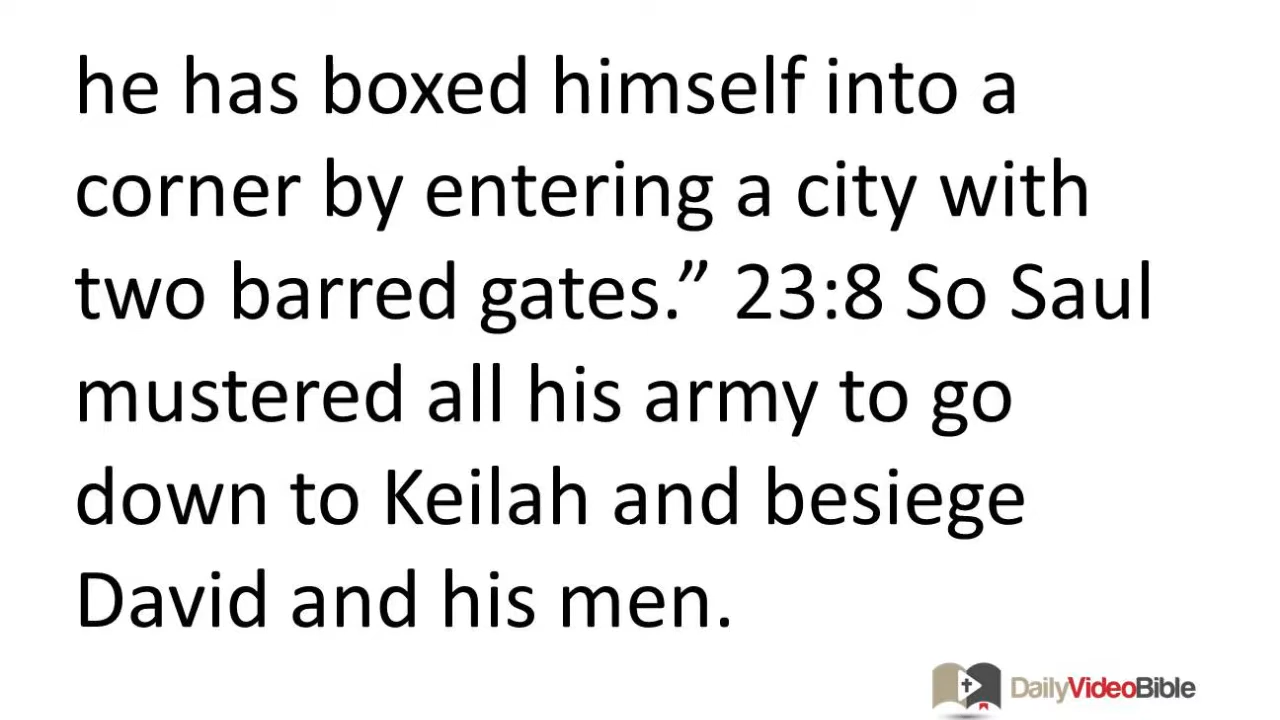 he has boxed himself into a
corner by entering a city with
two barred gates.” 23:8 So Saul
mustered all his army to go
down to Keilah and besiege
David and his men.
DailyVideoBible